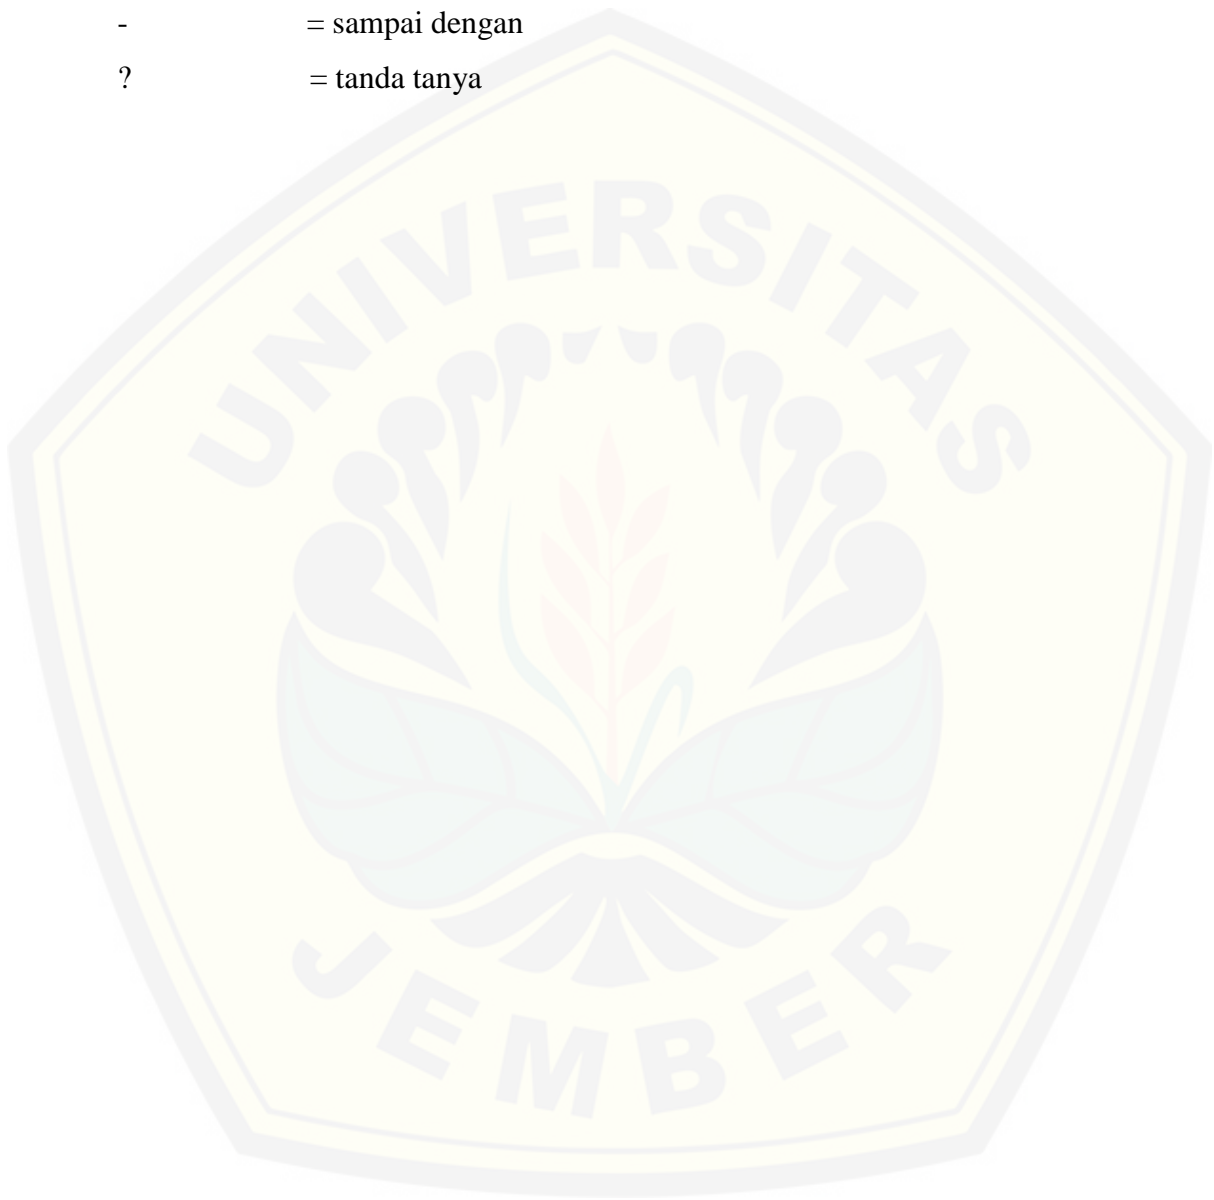 - = sampai dengan
? = tanda tanya
UNIVERSITAS
JEMBER